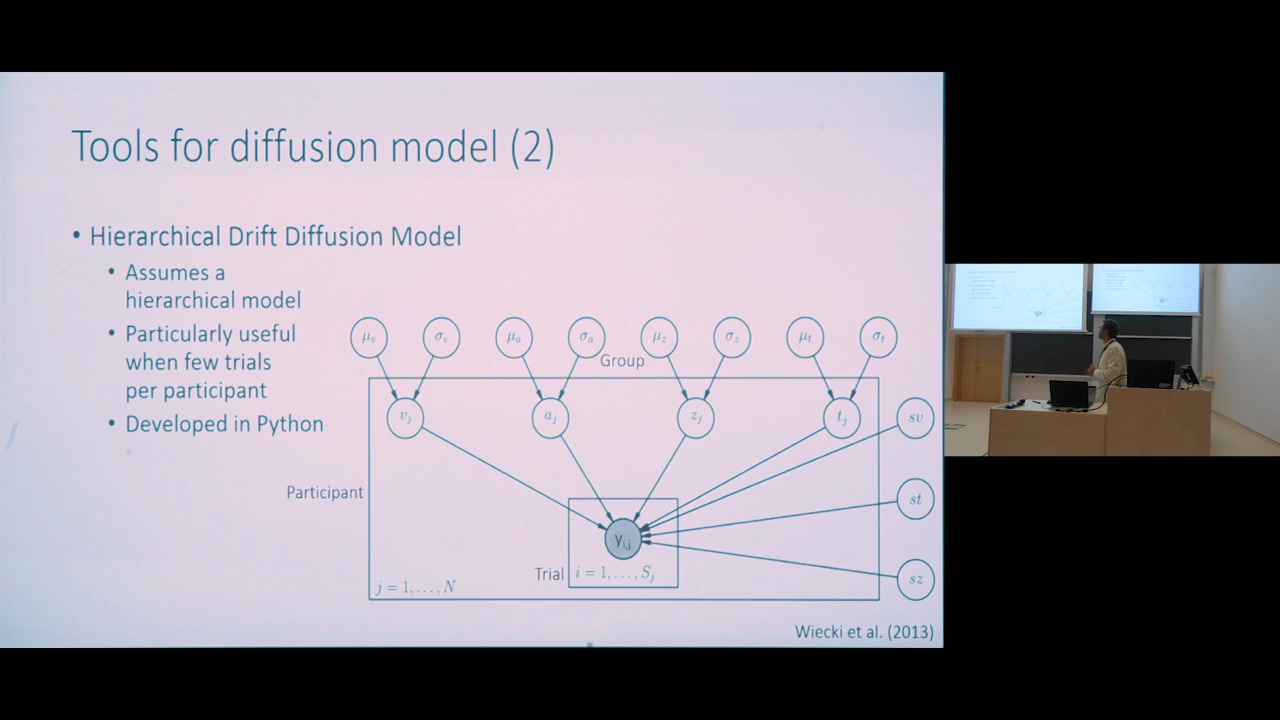 Tools for diffusion model (2)
• Hierarchical Drift Diffusion Model
• Assumes a
hierarchical model
• Particularly useful
when few trials
per participant
• Developed in Python
μv σv μa σa μz σz μt σt
Group
vj aj zj tj sv
Participant
st
yi,j
Trial i = 1, . . . , Sj
sz
j = 1, . . . , N
Wiecki et al. (2013)